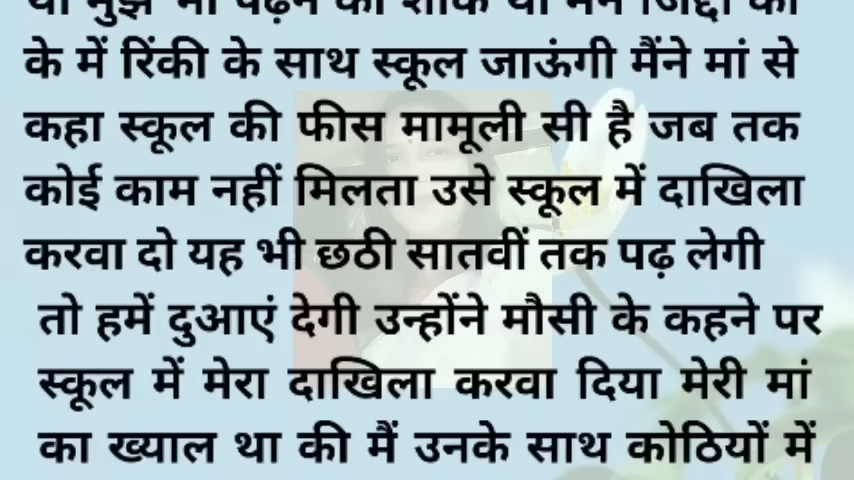 था मुझे भी पढ़ने का शौक था मैंने जिद्दी की
के में रिंकी के साथ स्कूल जाऊंगी मैंने मां से
कहा स्कूल की फीस मामूली सी है जब तक
कोई काम नहीं मिलता उसे स्कूल में दाखिला
करवा दो यह भी छठी सातवीं तक पढ़ लेगी
तो हमें दुआएं देगी उन्होंने मौसी के कहने पर
स्कूल में मेरा दाखिला करवा दिया मेरी मां
का ख्याल था की मैं उनके साथ कोठियों में